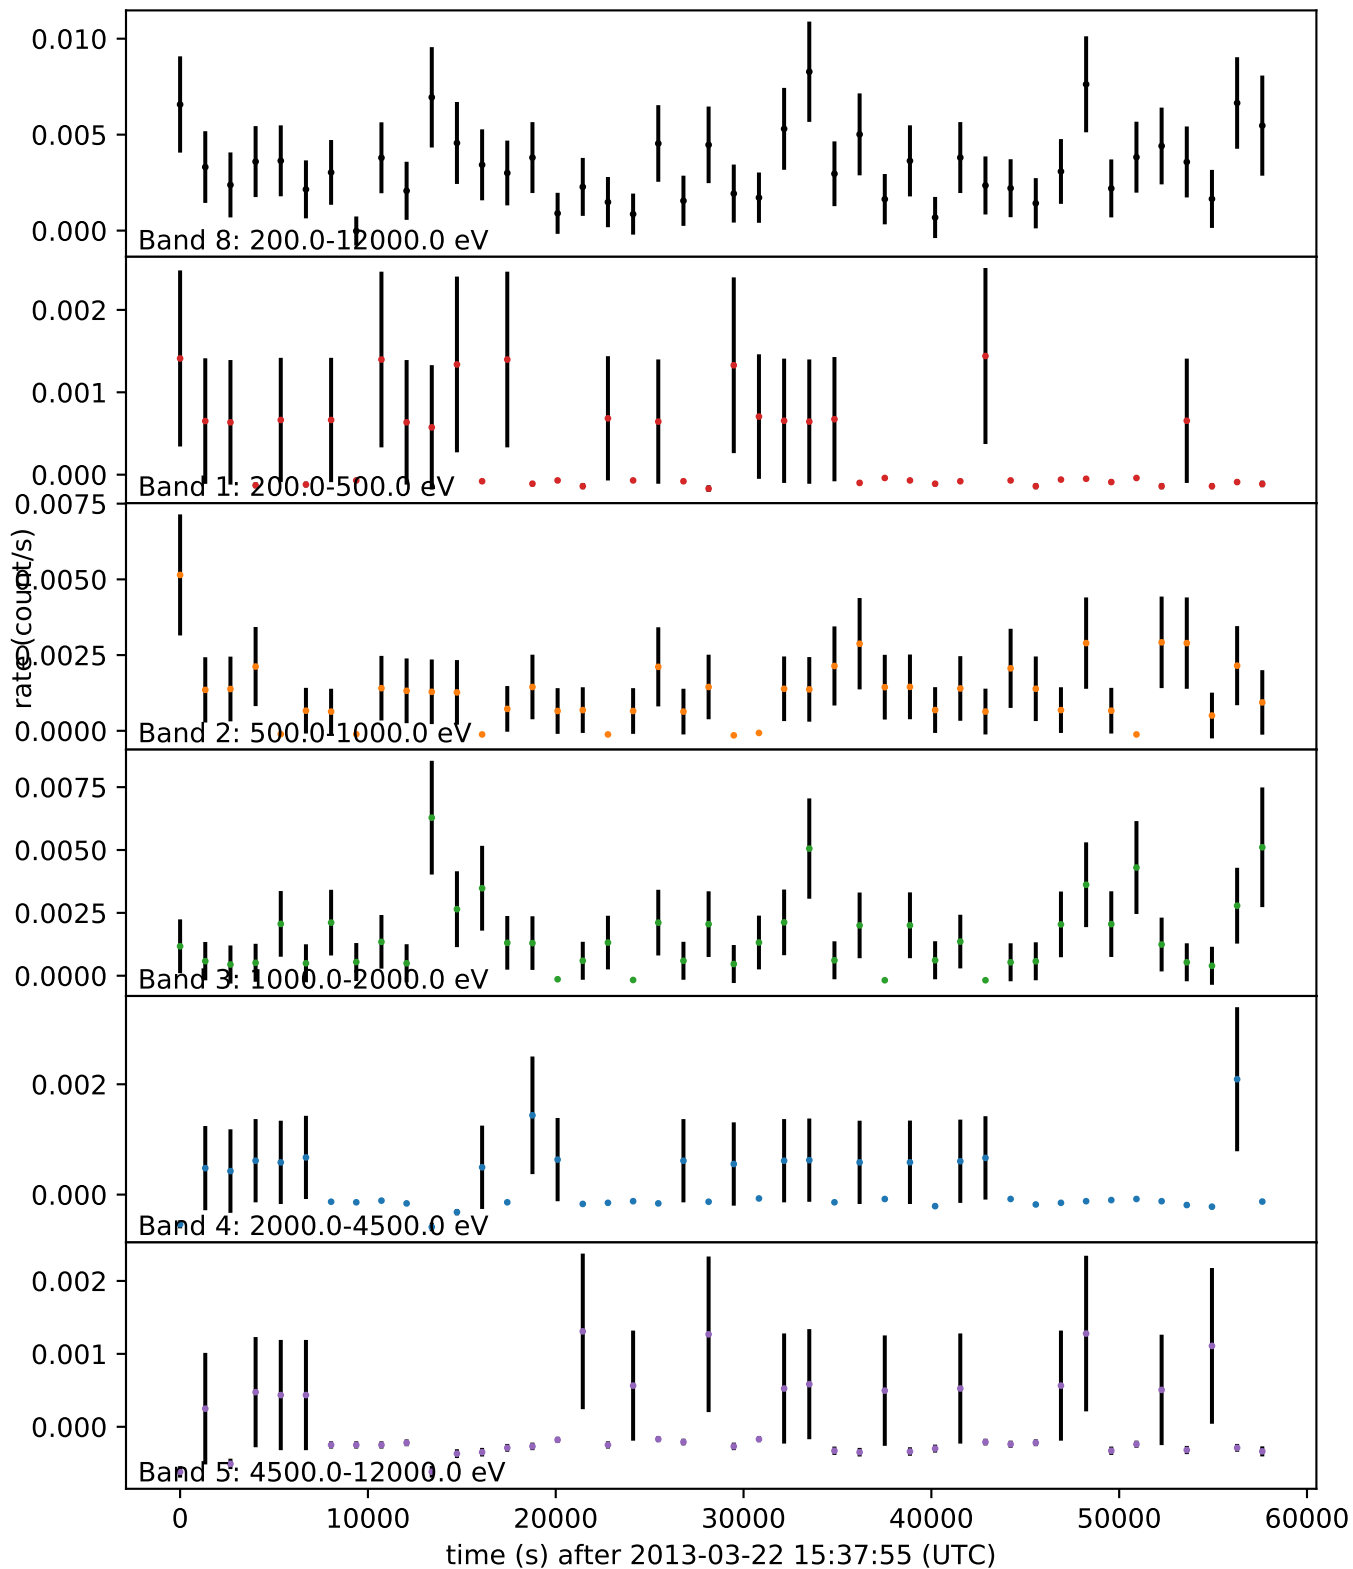 0.010
0.005
0.000
Band 8: 200.0-12000.0 eV
0.002
0.001
0.000
Band 1: 200.0-500.0 eV
rate (count/s)
0.0075
0.0050
0.0025
0.0000
Band 2: 500.0-1000.0 eV
0.0075
0.0050
0.0025
0.0000
Band 3: 1000.0-2000.0 eV
0.002
0.000
Band 4: 2000.0-4500.0 eV
0.002
0.001
0.000
Band 5: 4500.0-12000.0 eV
0 10000 20000 30000 40000 50000 60000
time (s) after 2013-03-22 15:37:55 (UTC)